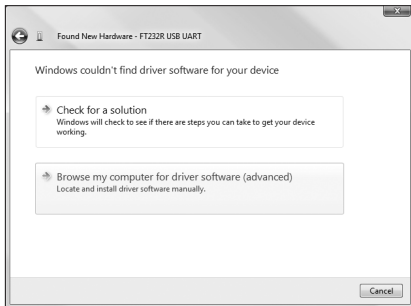 Found New Hardware - FT232R USB UART
Windows couldn't find driver software for your device
Check for a solution
Windows will check to see if there are steps you can take to get your device
working.
Browse my computer for driver software (advanced)
Locate and install driver software manually.
Cancel